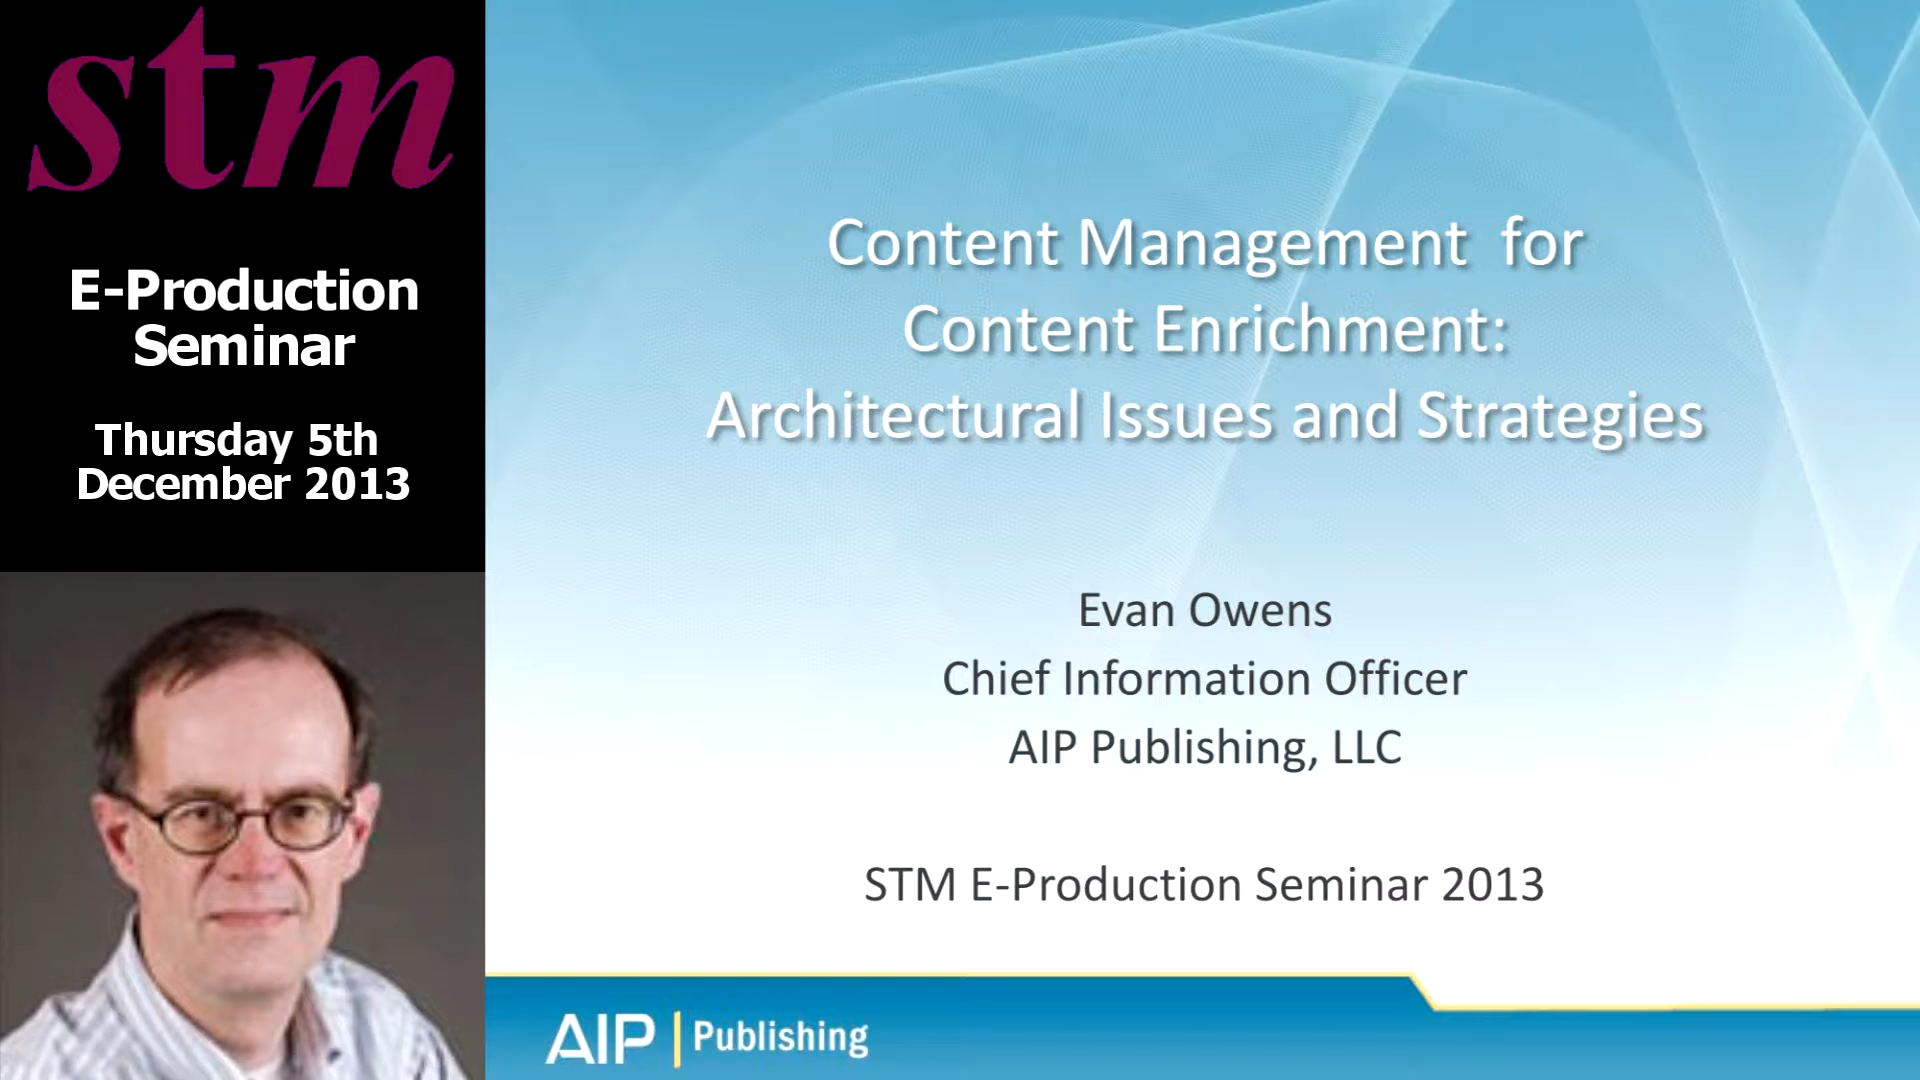 stm
E-Production
Seminar
Thursday 5th
December 2013
Content Management for
Content Enrichment:
Architectural Issues and Strategies
Evan Owens
Chief Information Officer
AIP Publishing, LLC
STM E-Production Seminar 2013
AIP | Publishing